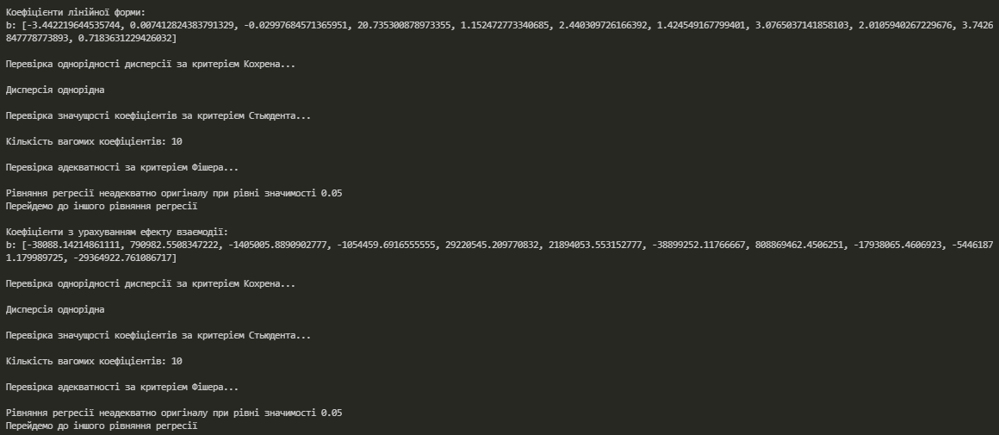 Коефіцієнти лінійної форми:
b: [-3.442219644535744, 0.007412824383791329, -0.02997684571365951, 20.735300878973355, 1.152472773340685, 2.440309726166392, 1.424549167799401, 3.0765037141858103, 2.0105940267229676, 3.7426
847778773893, 0.7183631229426032]
Перевірка однорідності дисперсії за критерієм Кохрена...
Дисперсія однорідна
Перевірка значущості коефіцієнтів за критерієм Стьюдента...
Кількість вагомих коефіцієнтів: 10
Перевірка адекватності за критерієм Фішера...
Рівняння регресії неадекватно оригіналу при рівні значимості 0.05
Перейдемо до іншого рівняння регресії
Коефіцієнти з урахуванням ефекту взаємодії:
b: [-38088.14214861111, 790982.5508347222, -1405005.8890902777, -1054459.6916555555, 29220545.209770832, 21894053.553152777, -38899252.11766667, 808869462.4506251, -17938065.4606923, -5446187
1.179989725, -29364922.761086717]
Перевірка однорідності дисперсії за критерієм Кохрена...
Дисперсія однорідна
Перевірка значущості коефіцієнтів за критерієм Стьюдента...
Кількість вагомих коефіцієнтів: 10
Перевірка адекватності за критерієм Фішера...
Рівняння регресії неадекватно оригіналу при рівні значимості 0.05
Перейдемо до іншого рівняння регресії